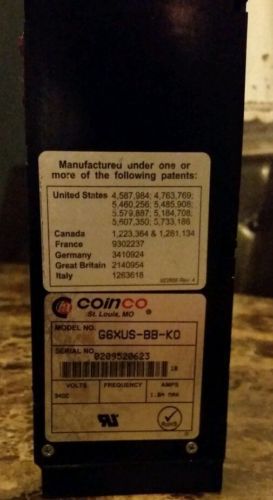 Manufactured under one or
more of the following patents:
United States 4,587,984; 4,763,769;
5,460,256; 5,485,908;
5,579,887; 5,184,708;
5,607,350; 5,733,186
Canada 1,223,364 & 1,281,134
France 9302237
Germany 3410924
Great Britain 2140954
Italy 1263618
coinco
St. Louis, MO
MODEL NO. G6XUS-BB-KO
SERIAL NO. 0209520623
VOLTS FREQUENCY AMPS
RoHS